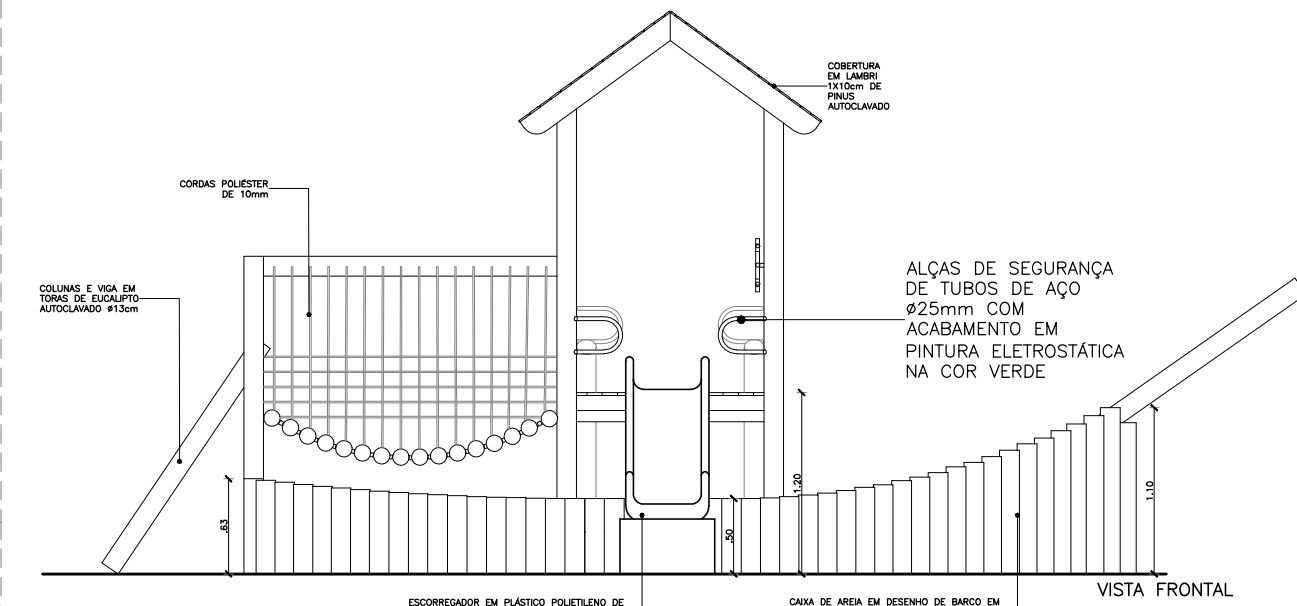 COBERTURA
EM LAMBRI
1X10cm DE
PINUS
AUTOCLAVADO
CORDAS POLIÉSTER
DE 10mm
COLUNAS E VIGA EM
TORAS DE EUCALIPTO
AUTOCLAVADO ø13cm
ALÇAS DE SEGURANÇA
DE TUBOS DE AÇO
ø25mm COM
ACABAMENTO EM
PINTURA ELETROSTÁTICA
NA COR VERDE
.63
.50
1.20
1.10
VISTA FRONTAL
ESCORREGADOR EM PLÁSTICO POLIETILENO DE
CAIXA DE AREIA EM DESENHO DE BARCO EM